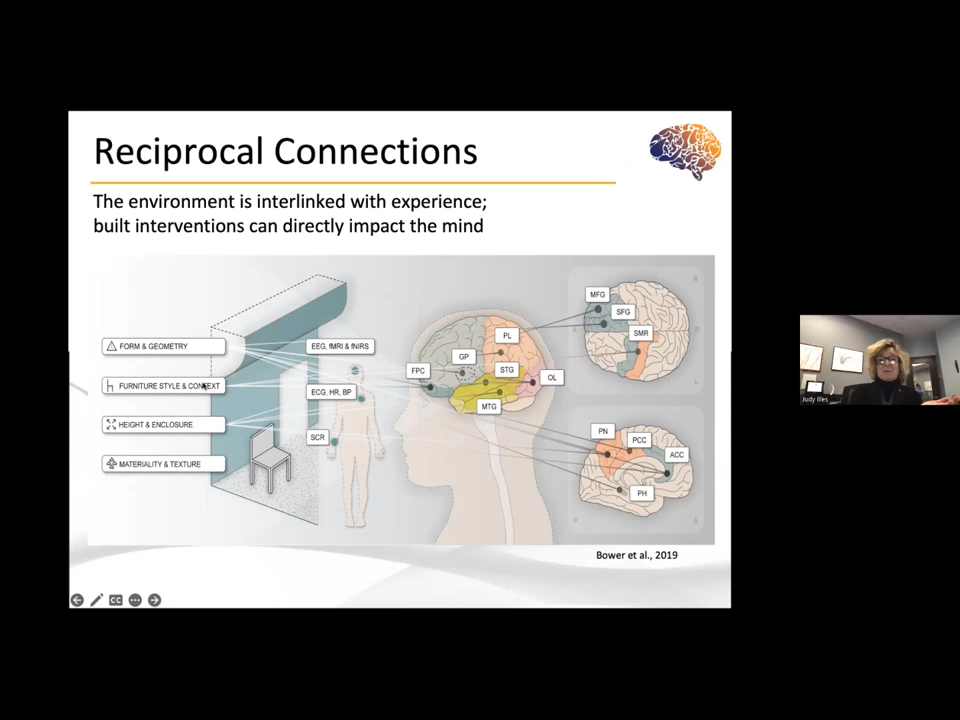 Reciprocal Connections
The environment is interlinked with experience;
built interventions can directly impact the mind
FORM & GEOMETRY
FURNITURE STYLE & CONTEXT
HEIGHT & ENCLOSURE
MATERIALITY & TEXTURE
EEG, fMRI & fNIRS
ECG, HR, BP
SCR
FPC
GP
PL
STG
OL
MTG
MFG
SFG
SMR
R
A
P
L
PN
PCC
ACC
PH
P
A
Bower et al., 2019
CC
Judy Illes